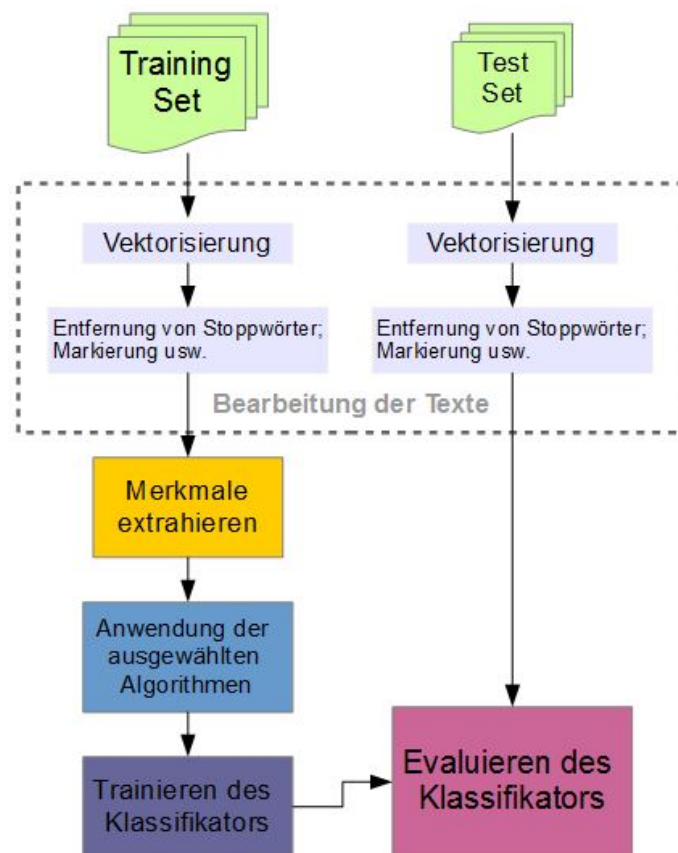 Training
Set
Test
Set
Vektorisierung
Vektorisierung
Entfernung von Stoppwörter;
Markierung usw.
Entfernung von Stoppwörter;
Markierung usw.
Bearbeitung der Texte
Merkmale
extrahieren
Anwendung der
ausgewählten
Algorithmen
Trainieren des
Klassifikators
Evaluieren des
Klassifikators